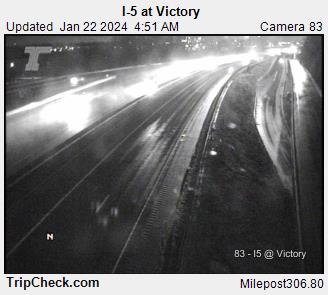 I-5 at Victory
Updated Jan 22 2024 4:51 AM Camera 83
T
N
83 - I5 @ Victory
TripCheck.com Milepost306.80